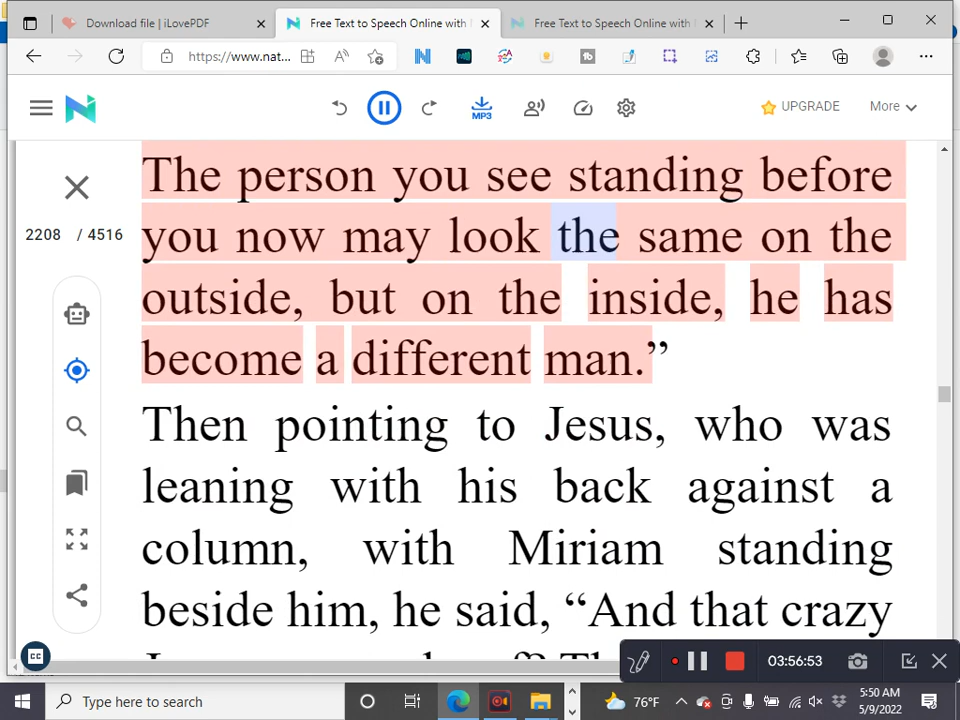 Download file | iLovePDF
Free Text to Speech Online with
Free Text to Speech Online with
https://www.nat...
MP3
UPGRADE
More
2208 / 4516
The person you see standing before
you now may look the same on the
outside, but on the inside, he has
become a different man.”
Then pointing to Jesus, who was
leaning with his back against a
column, with Miriam standing
beside him, he said, “And that crazy
CC
03:56:53
Type here to search
76°F
5:50 AM
5/9/2022